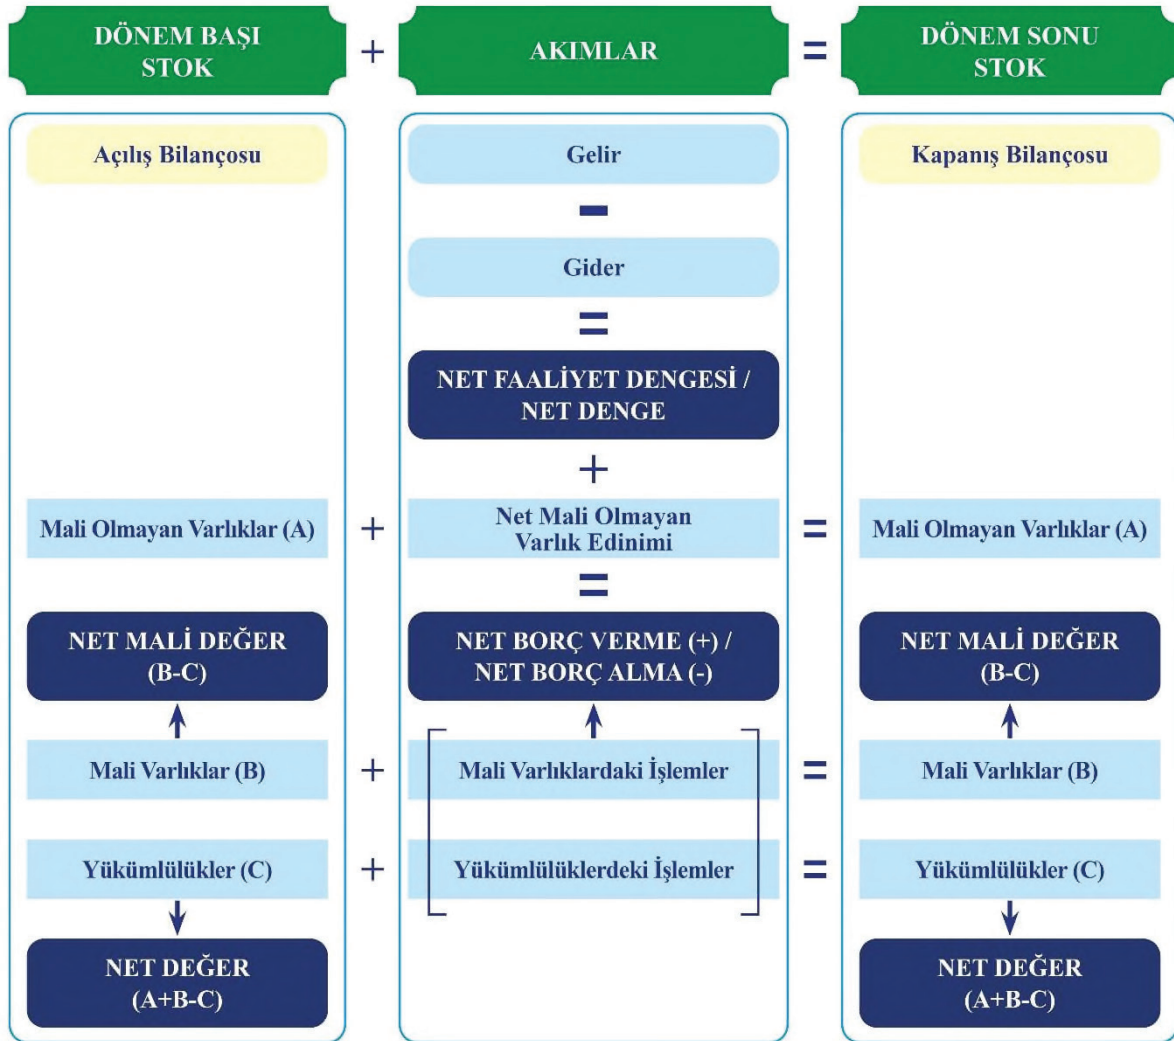 DÖNEM BAŞI
STOK
+
AKIMLAR
=
DÖNEM SONU
STOK
Açılış Bilançosu
Gelir
Kapanış Bilançosu
-
Gider
=
NET FAALİYET DENGESİ /
NET DENGE
+
Mali Olmayan Varlıklar (A)
+
Net Mali Olmayan
Varlık Edinimi
=
Mali Olmayan Varlıklar (A)
=
NET MALİ DEĞER
(B-C)
NET BORÇ VERME (+) /
NET BORÇ ALMA (-)
NET MALİ DEĞER
(B-C)
Mali Varlıklar (B)
+
Mali Varlıklardaki İşlemler
=
Mali Varlıklar (B)
Yükümlülükler (C)
+
Yükümlülüklerdeki İşlemler
=
Yükümlülükler (C)
NET DEĞER
(A+B-C)
NET DEĞER
(A+B-C)